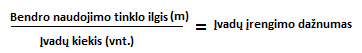 Bendro naudojimo tinklo ilgis (m)
Įvadų kiekis (vnt.)
= Įvadų įrengimo dažnumas